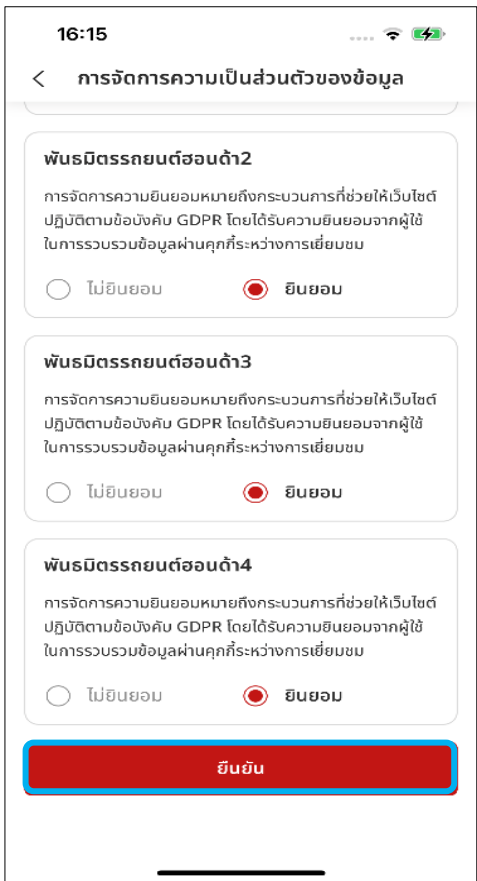 16:15
การจัดการความเป็นส่วนตัวของข้อมูล
พันธมิตรรถยนต์ฮอนด้า2
การจัดการความยินยอมหมายถึงกระบวนการที่ช่วยให้เว็บไซต์
ปฏิบัติตามข้อบังคับ GDPR โดยได้รับความยินยอมจากผู้ใช้
ในการรวบรวมข้อมูลผ่านคุกกี้ระหว่างการเยี่ยมชม
ไม่ยินยอม ยินยอม
พันธมิตรรถยนต์ฮอนด้า3
การจัดการความยินยอมหมายถึงกระบวนการที่ช่วยให้เว็บไซต์
ปฏิบัติตามข้อบังคับ GDPR โดยได้รับความยินยอมจากผู้ใช้
ในการรวบรวมข้อมูลผ่านคุกกี้ระหว่างการเยี่ยมชม
ไม่ยินยอม ยินยอม
พันธมิตรรถยนต์ฮอนด้า4
การจัดการความยินยอมหมายถึงกระบวนการที่ช่วยให้เว็บไซต์
ปฏิบัติตามข้อบังคับ GDPR โดยได้รับความยินยอมจากผู้ใช้
ในการรวบรวมข้อมูลผ่านคุกกี้ระหว่างการเยี่ยมชม
ไม่ยินยอม ยินยอม
ยืนยัน